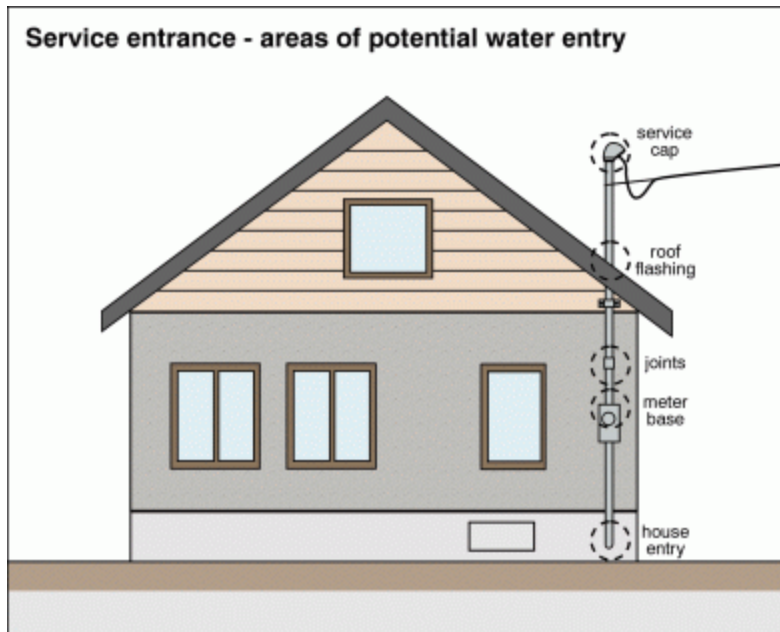 Service entrance - areas of potential water entry
service
cap
roof
flashing
joints
meter
base
house
entry